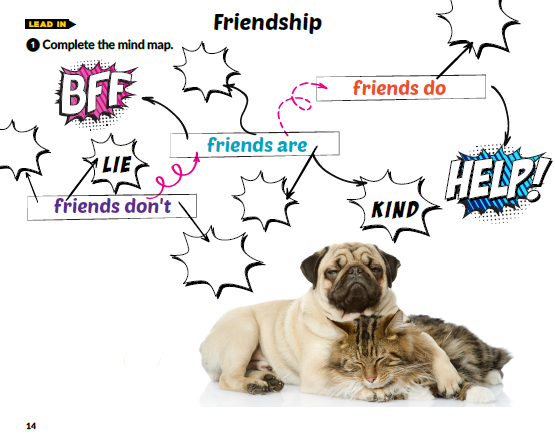 LEAD IN
Friendship
1 Complete the mind map.
BFF
friends do
friends are
LIE
HELP!
KIND
friends don't
14